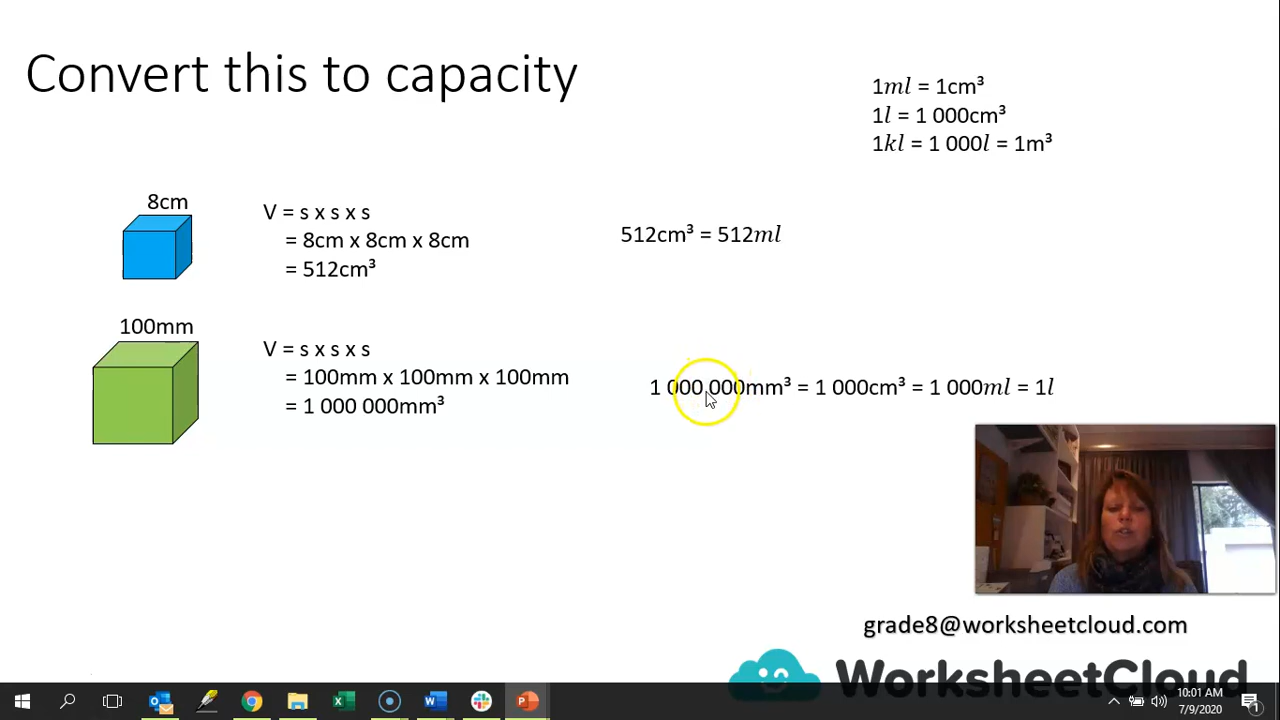 Convert this to capacity
1ml = 1cm³
1l = 1 000cm³
1kl = 1 000l = 1m³
8cm
V = s x s x s
= 8cm x 8cm x 8cm
= 512cm³
512cm³ = 512ml
100mm
V = s x s x s
= 100mm x 100mm x 100mm
= 1 000 000mm³
1 000 000mm³ = 1 000cm³ = 1 000ml = 1l
grade8@worksheetcloud.com
WorksheetCloud
10:01 AM
7/9/2020